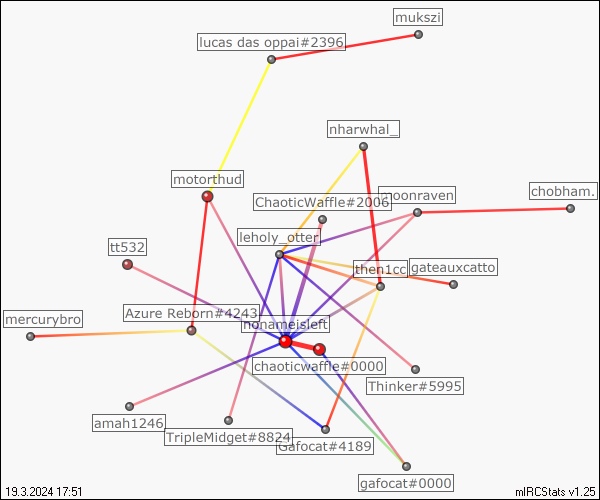 mukszi
lucas das oppai#2396
nharwhal_
motorthud
chobham.
ChaoticWaffle#2006
noonraven
leholy_otter
tt532
then1cc
gateauxcatto
Azure Reborn#4243
mercurybro
nonameisleft
chaoticwaffle#0000
Thinker#5995
amah1246
TripleMidget#8824
Gafocat#4189
gafocat#0000
19.3.2024 17:51
mIRCStats v1.25